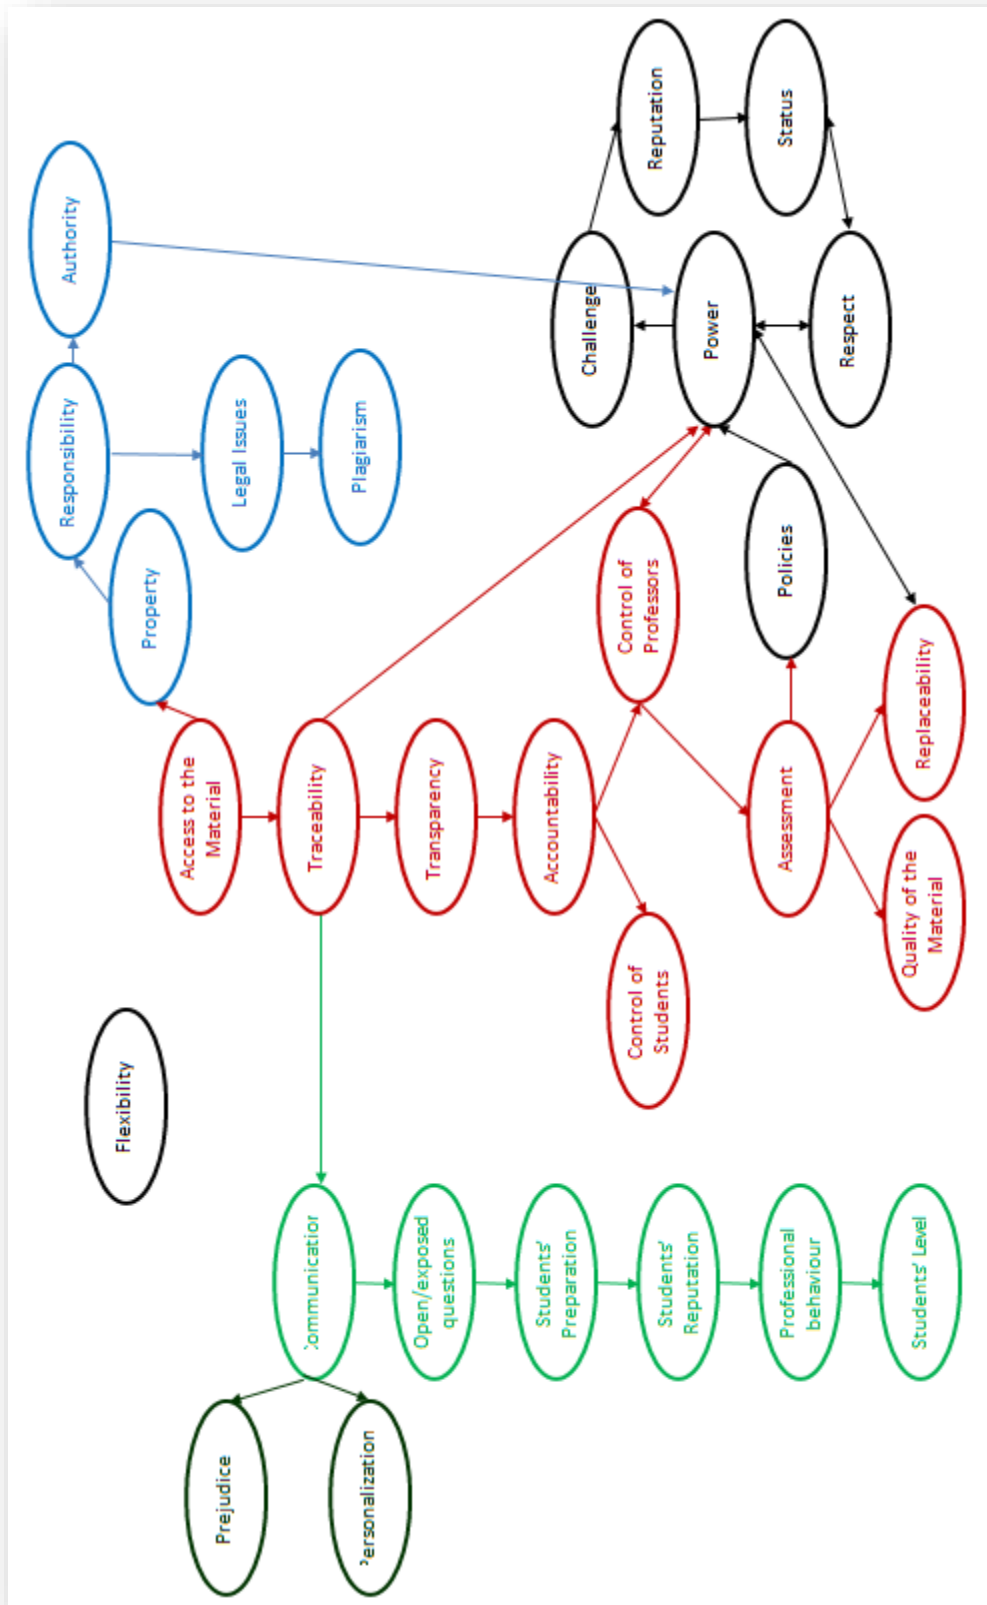 Authority
Responsibility
Property
Legal Issues
Plagiarism
Flexibility
Access to the
Material
Traceability
Transparency
Accountability
Control of
Students
Control of
Professors
Assessment
Quality of the
Material
Replaceability
Policies
Challenge
Power
Respect
Reputation
Status
Prejudice
ersonalization
ommunication
Open/exposed
questions
Students'
Preparation
Students'
Reputation
Professional
behaviour
Students' Level